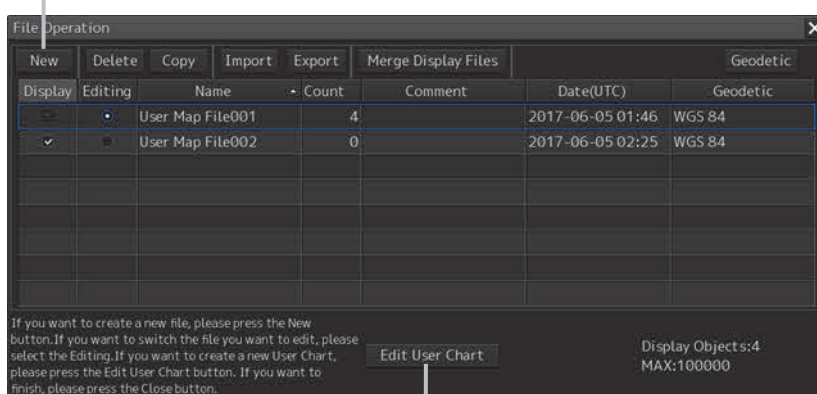 File Operation
New Delete Copy Import Export Merge Display Files Geodetic
Display Editing Name Count Comment Date(UTC) Geodetic
User Map File001 4 2017-06-05 01:46 WGS 84
User Map File002 0 2017-06-05 02:25 WGS 84
If you want to create a new file, please press the New
button.If you want to switch the file you want to edit, please
select the Editing.If you want to create a new User Chart,
please press the Edit User Chart button. If you want to
finish, please press the Close button.
Edit User Chart
Display Objects:4
MAX:100000